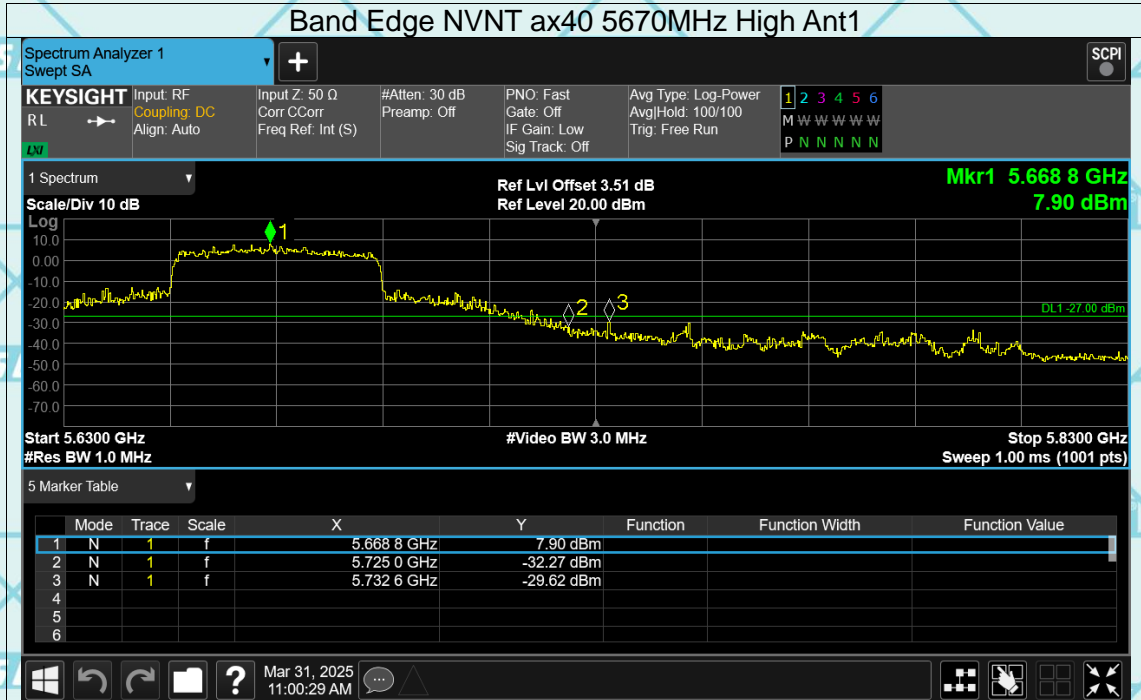 Band Edge NVNT ax40 5670MHz High Ant1
Spectrum Analyzer 1
Swept SA
+
SCPI
KEYSIGHT
RL
LXI
Input: RF
Coupling: DC
Align: Auto
Input Z: 50 Ω
Corr CCorr
Freq Ref: Int (S)
#Atten: 30 dB
Preamp: Off
PNO: Fast
Gate: Off
IF Gain: Low
Sig Track: Off
Avg Type: Log-Power
Avg|Hold: 100/100
Trig: Free Run
1 2 3 4 5 6
M W W W W W
P N N N N N
1 Spectrum
Scale/Div 10 dB
Ref Lvl Offset 3.51 dB
Ref Level 20.00 dBm
Mkr1 5.668 8 GHz
7.90 dBm
Log
10.0
0.00
-10.0
-20.0
-30.0
-40.0
-50.0
-60.0
-70.0
1
2
3
DL1 -27.00 dBm
Start 5.6300 GHz
#Video BW 3.0 MHz
Stop 5.8300 GHz
#Res BW 1.0 MHz
Sweep 1.00 ms (1001 pts)
5 Marker Table
Mode Trace Scale X Y Function Function Width Function Value
1 N 1 f 5.668 8 GHz 7.90 dBm
2 N 1 f 5.725 0 GHz -32.27 dBm
3 N 1 f 5.732 6 GHz -29.62 dBm
4
5
6
?
Mar 31, 2025
11:00:29 AM